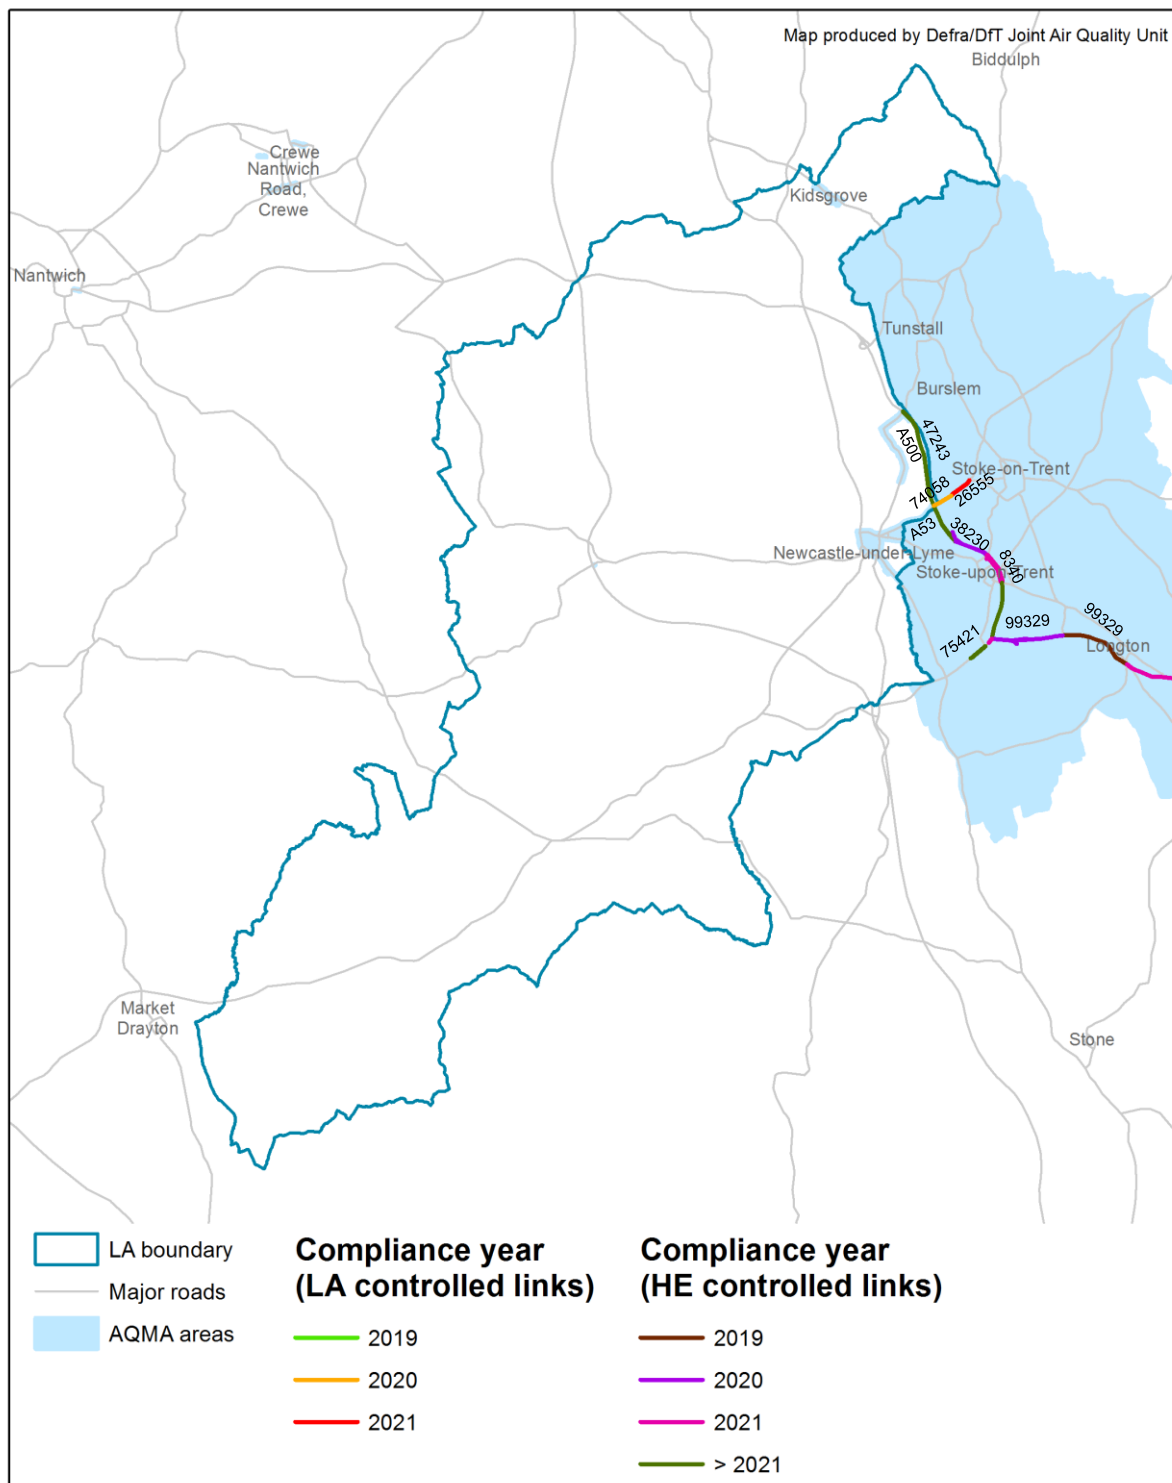 Map produced by Defra/DfT Joint Air Quality Unit
Biddulph
Crewe
Nantwich
Road,
Crewe
Kidsgrove
Nantwich
Tunstall
Burslem
47243
A500
Stoke-on-Trent
74058
26555
A53
38230
Newcastle-under-Lyme
8340
Stoke-upon-Trent
99329
99329
75421
Longton
Market
Drayton
Stone
LA boundary
Major roads
AQMA areas
Compliance year
(LA controlled links)
2019
2020
2021
Compliance year
(HE controlled links)
2019
2020
2021
> 2021